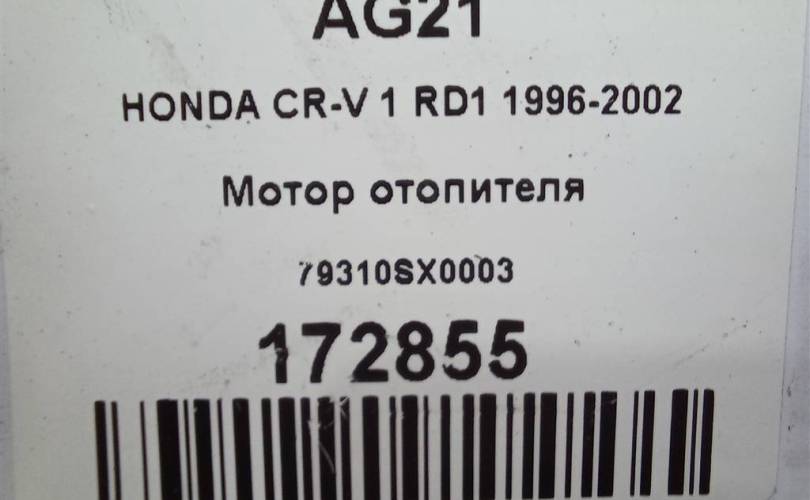 AG21
HONDA CR-V 1 RD1 1996-2002
Мотор отопителя
79310SX0003
172855